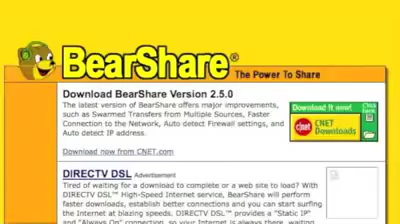 BearShare®
The Power To Share
Download BearShare Version 2.5.0
The latest version of BearShare offers major improvements,
such as Swarmed Transfers from Multiple Sources, Faster
Connection to the Network, Auto detect Firewall settings, and
Auto detect IP address.
Download it now!
Click here
cnet
CNET
Downloads
Download now from CNET.com
DIRECTV DSL Advertisement
Tired of waiting for a download to complete or a web site to load? With
DIRECTV DSL™ High-Speed Internet service, BearShare will perform
faster downloads, establish better connections and you can start surfing
the Internet at blazing speeds. DIRECTV DSL™ provides a "Static IP"
and "Always On" connection, so your Internet is always there, waiting